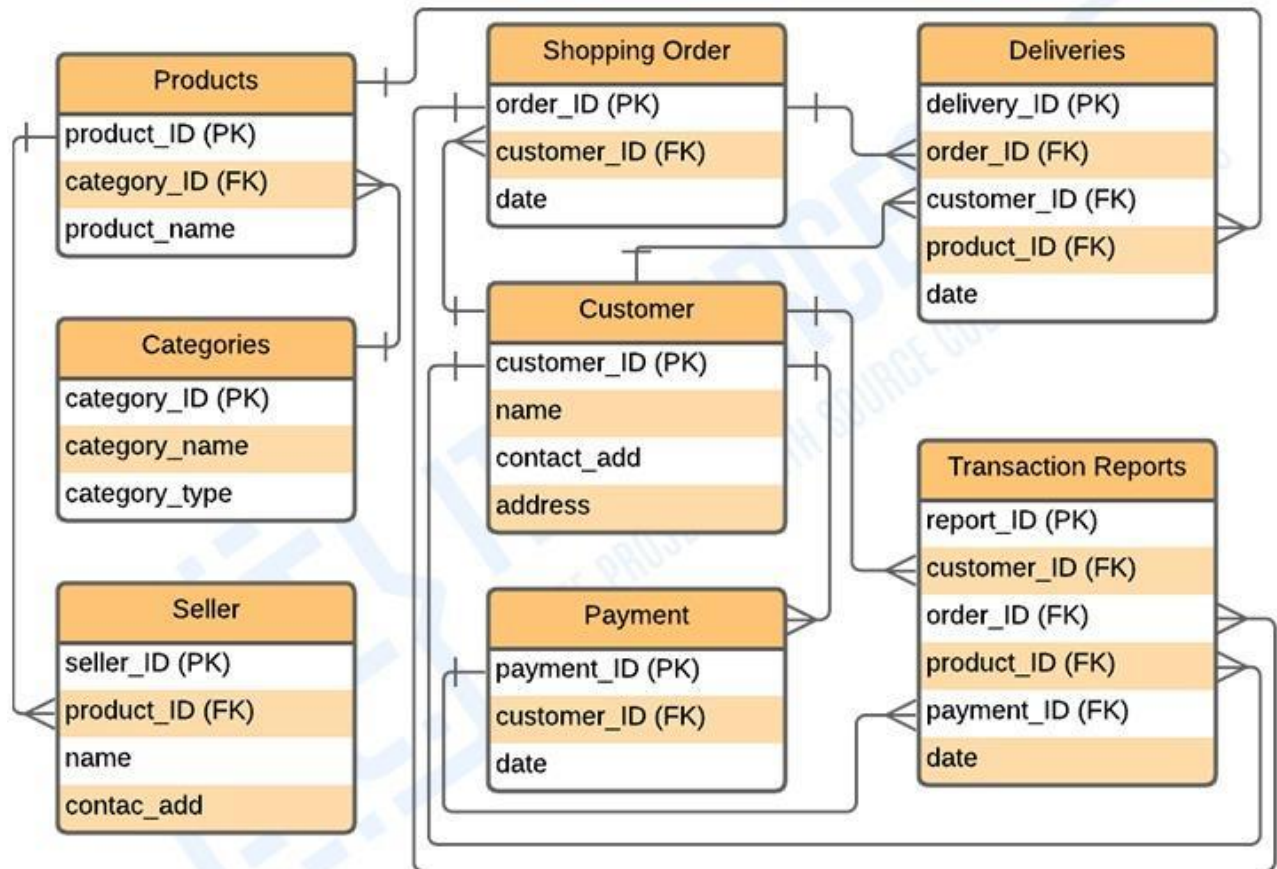 Products
product_ID (PK)
category_ID (FK)
product_name
Categories
category_ID (PK)
category_name
category_type
Seller
seller_ID (PK)
product_ID (FK)
name
contac_add
Shopping Order
order_ID (PK)
customer_ID (FK)
date
Customer
customer_ID (PK)
name
contact_add
address
Payment
payment_ID (PK)
customer_ID (FK)
date
Deliveries
delivery_ID (PK)
order_ID (FK)
customer_ID (FK)
product_ID (FK)
date
Transaction Reports
report_ID (PK)
customer_ID (FK)
order_ID (FK)
product_ID (FK)
payment_ID (FK)
date